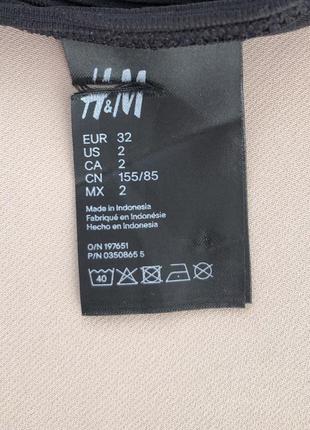 H&M
EUR 32
US 2
CA 2
CN 155/85
MX 2
Made in Indonesia
Fabriqué en Indonésie
Hecho en Indonesia
O/N 197651
P/N 0350865 5
40